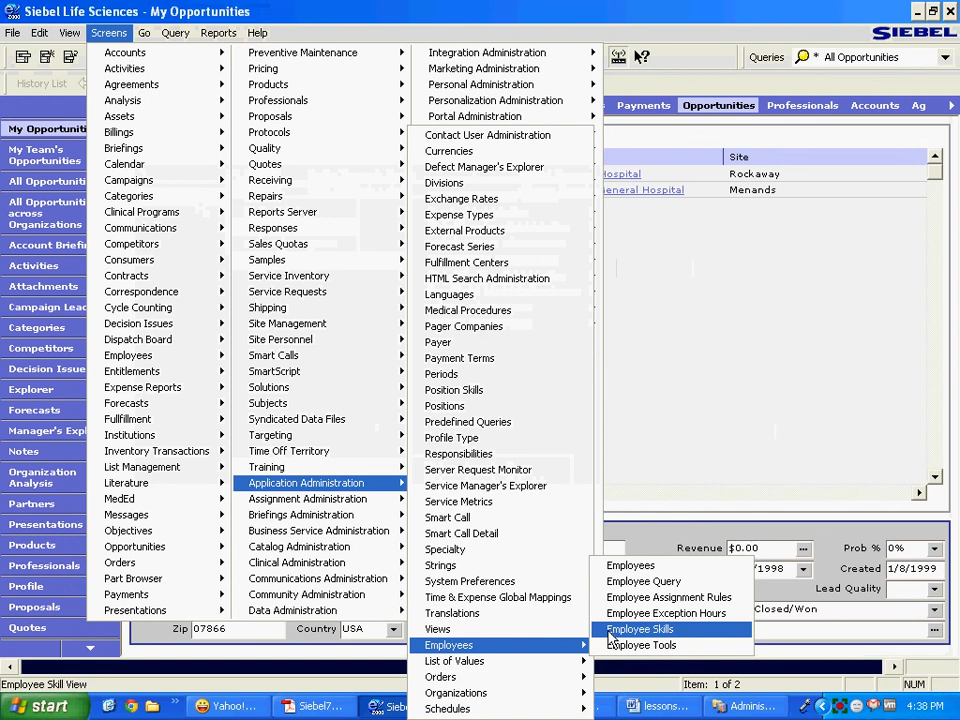 Siebel Life Sciences - My Opportunities
File Edit View Screens Go Query Reports Help
SIEBEL
Queries * All Opportunities
History List
Payments Opportunities Professionals Accounts Ag
My Opportuniti
My Team's
Opportunities
All Opportuniti
All Opportuniti
across
Organizations
Account Briefin
Activities
Attachments
Campaign Lead
Categories
Competitors
Decision Issue
Explorer
Forecasts
Manager's Expl
Notes
Organization
Analysis
Partners
Presentations
Products
Professionals
Profile
Proposals
Quotes
Accounts
Activities
Agreements
Analysis
Assets
Billings
Briefings
Calendar
Campaigns
Categories
Clinical Programs
Communications
Competitors
Consumers
Contracts
Correspondence
Cycle Counting
Decision Issues
Dispatch Board
Employees
Entitlements
Expense Reports
Forecasts
Fullfillment
Institutions
Inventory Transactions
List Management
Literature
MedEd
Messages
Objectives
Opportunities
Orders
Part Browser
Payments
Presentations
Preventive Maintenance
Pricing
Products
Professionals
Proposals
Protocols
Quality
Quotes
Receiving
Repairs
Reports Server
Responses
Sales Quotas
Samples
Service Inventory
Service Requests
Shipping
Site Management
Site Personnel
Smart Calls
SmartScript
Solutions
Subjects
Syndicated Data Files
Targeting
Time Off Territory
Training
Application Administration
Assignment Administration
Briefings Administration
Business Service Administration
Catalog Administration
Clinical Administration
Communications Administration
Community Administration
Data Administration
Integration Administration
Marketing Administration
Personal Administration
Personalization Administration
Portal Administration
Contact User Administration
Currencies
Defect Manager's Explorer
Divisions
Exchange Rates
Expense Types
External Products
Forecast Series
Fulfillment Centers
HTML Search Administration
Languages
Medical Procedures
Pager Companies
Payer
Payment Terms
Periods
Position Skills
Positions
Predefined Queries
Profile Type
Responsibilities
Server Request Monitor
Service Manager's Explorer
Service Metrics
Smart Call
Smart Call Detail
Specialty
Strings
System Preferences
Time & Expense Global Mappings
Translations
Views
Employees
List of Values
Orders
Organizations
Schedules
Employees
Employee Query
Employee Assignment Rules
Employee Exception Hours
Employee Skills
Employee Tools
Site
Hospital Rockaway
General Hospital Menands
Revenue $0.00 Prob % 0%
/1998 Created 1/8/1999
Lead Quality
Closed/Won
Zip 07866 Country USA
Employee Skill View Item: 1 of 2 NUM
start Yahoo!... Siebel7... Sieb lessons... Adminis... 4:38 PM